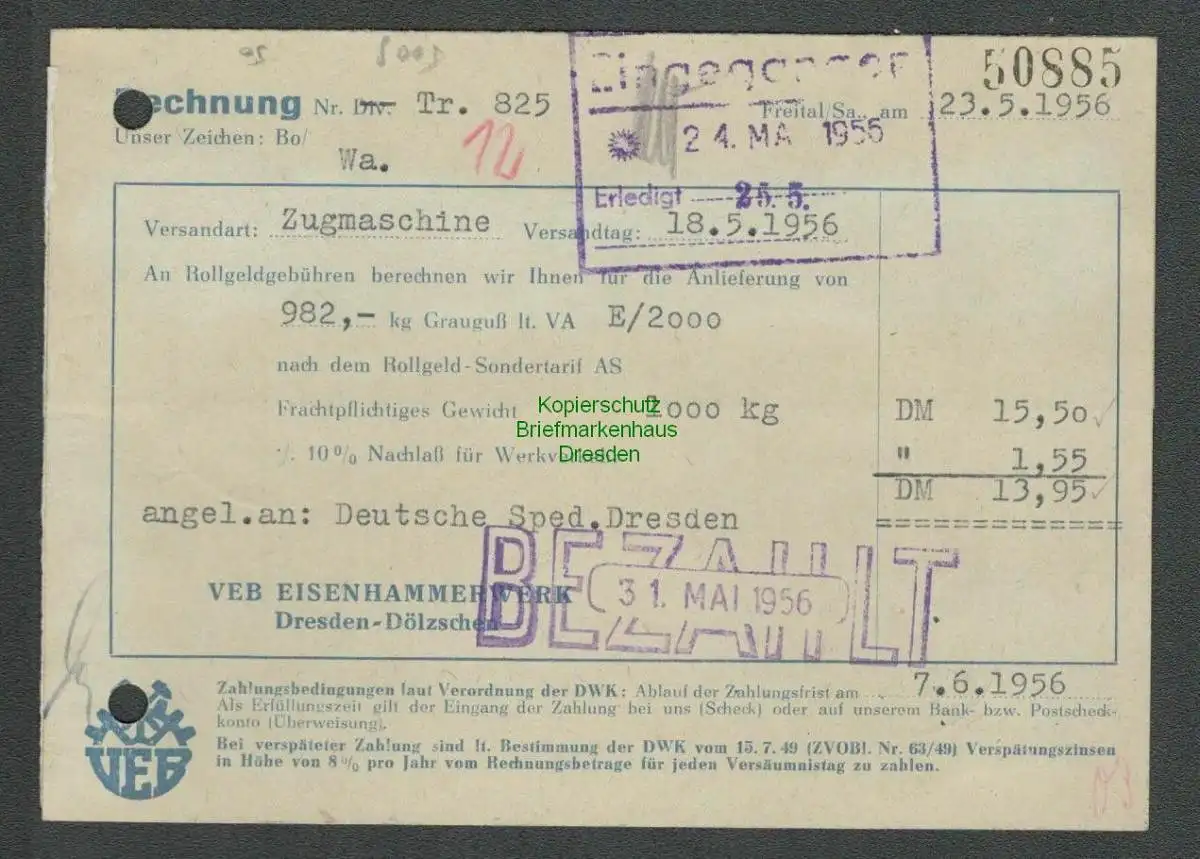 50885
Rechnung Nr. Div. Tr. 825
Freital/Sa., am 23.5.1956
Unser Zeichen: Bo/
Wa.
12
Eingegangen
24. MAI 1956
Erledigt 25. 5.
Versandart: Zugmaschine Versandtag: 18.5.1956
An Rollgeldgebühren berechnen wir Ihnen für die Anlieferung von
982,- kg Grauguß lt. VA E/2000
nach dem Rollgeld-Sondertarif AS
Frachtpflichtiges Gewicht 1000 kg DM 15,50
Kopierschutz
Briefmarkenhaus
Dresden
./. 10% Nachlaß für " 1,55
DM 13,95
angel.an: Deutsche Sped.Dresden
BEZAHLT
31. MAI 1956
VEB EISENHAMMERWERK
Dresden-Dölzschen
Zahlungsbedingungen laut Verordnung der DWK: Ablauf der Zahlungsfrist am 7.6.1956
Als Erfüllungszeit gilt der Eingang der Zahlung bei uns (Scheck) oder auf unserem Bank- bzw. Postscheck-
konto (Überweisung).
Bei verspäteter Zahlung sind lt. Bestimmung der DWK vom 15.7.49 (ZVOBl. Nr. 63/49) Verspätungszinsen
in Höhe von 8% pro Jahr vom Rechnungsbetrage für jeden Versäumnistag zu zahlen.
VEB